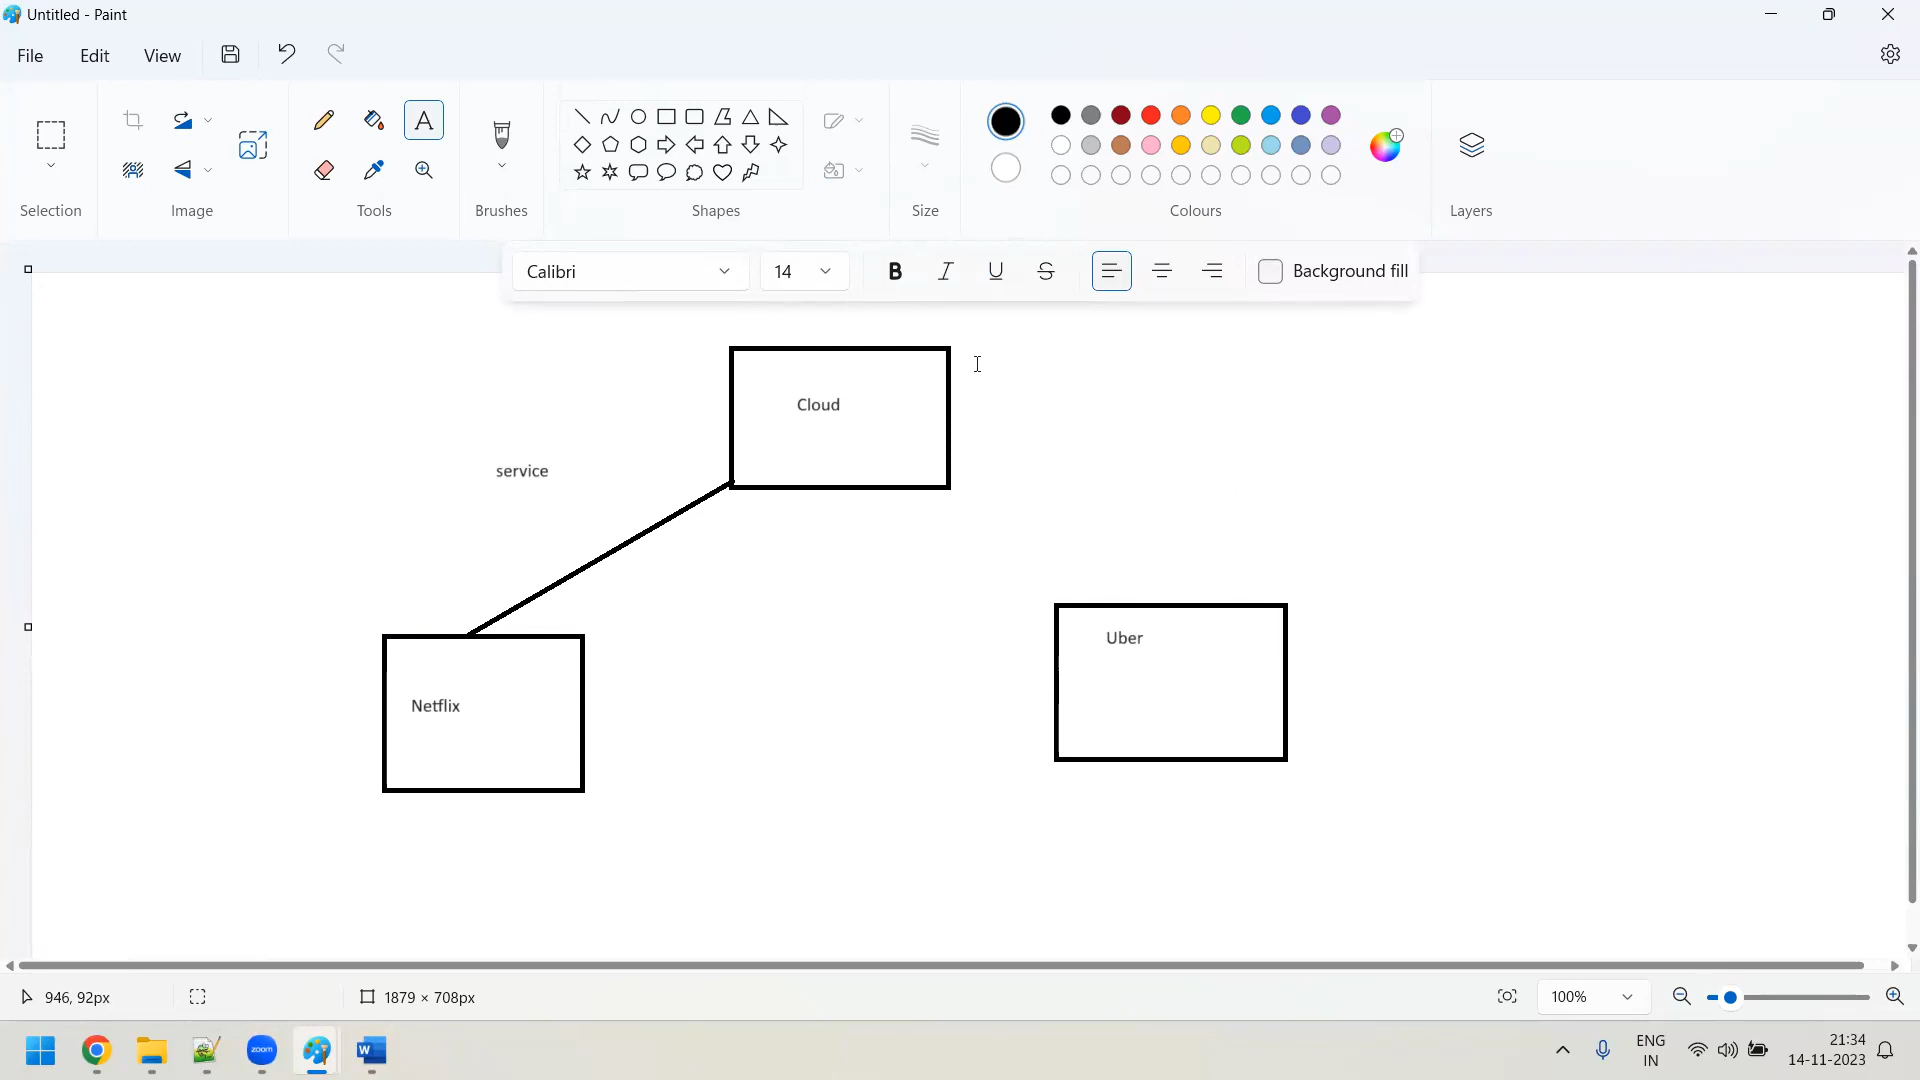 Untitled - Paint
File Edit View
Selection Image Tools Brushes Shapes Size Colours Layers
Calibri 14 B I U S Background fill
Cloud
service
Uber
Netflix
946, 92px 1879 × 708px 100%
zoom W ENG 21:34
IN 14-11-2023